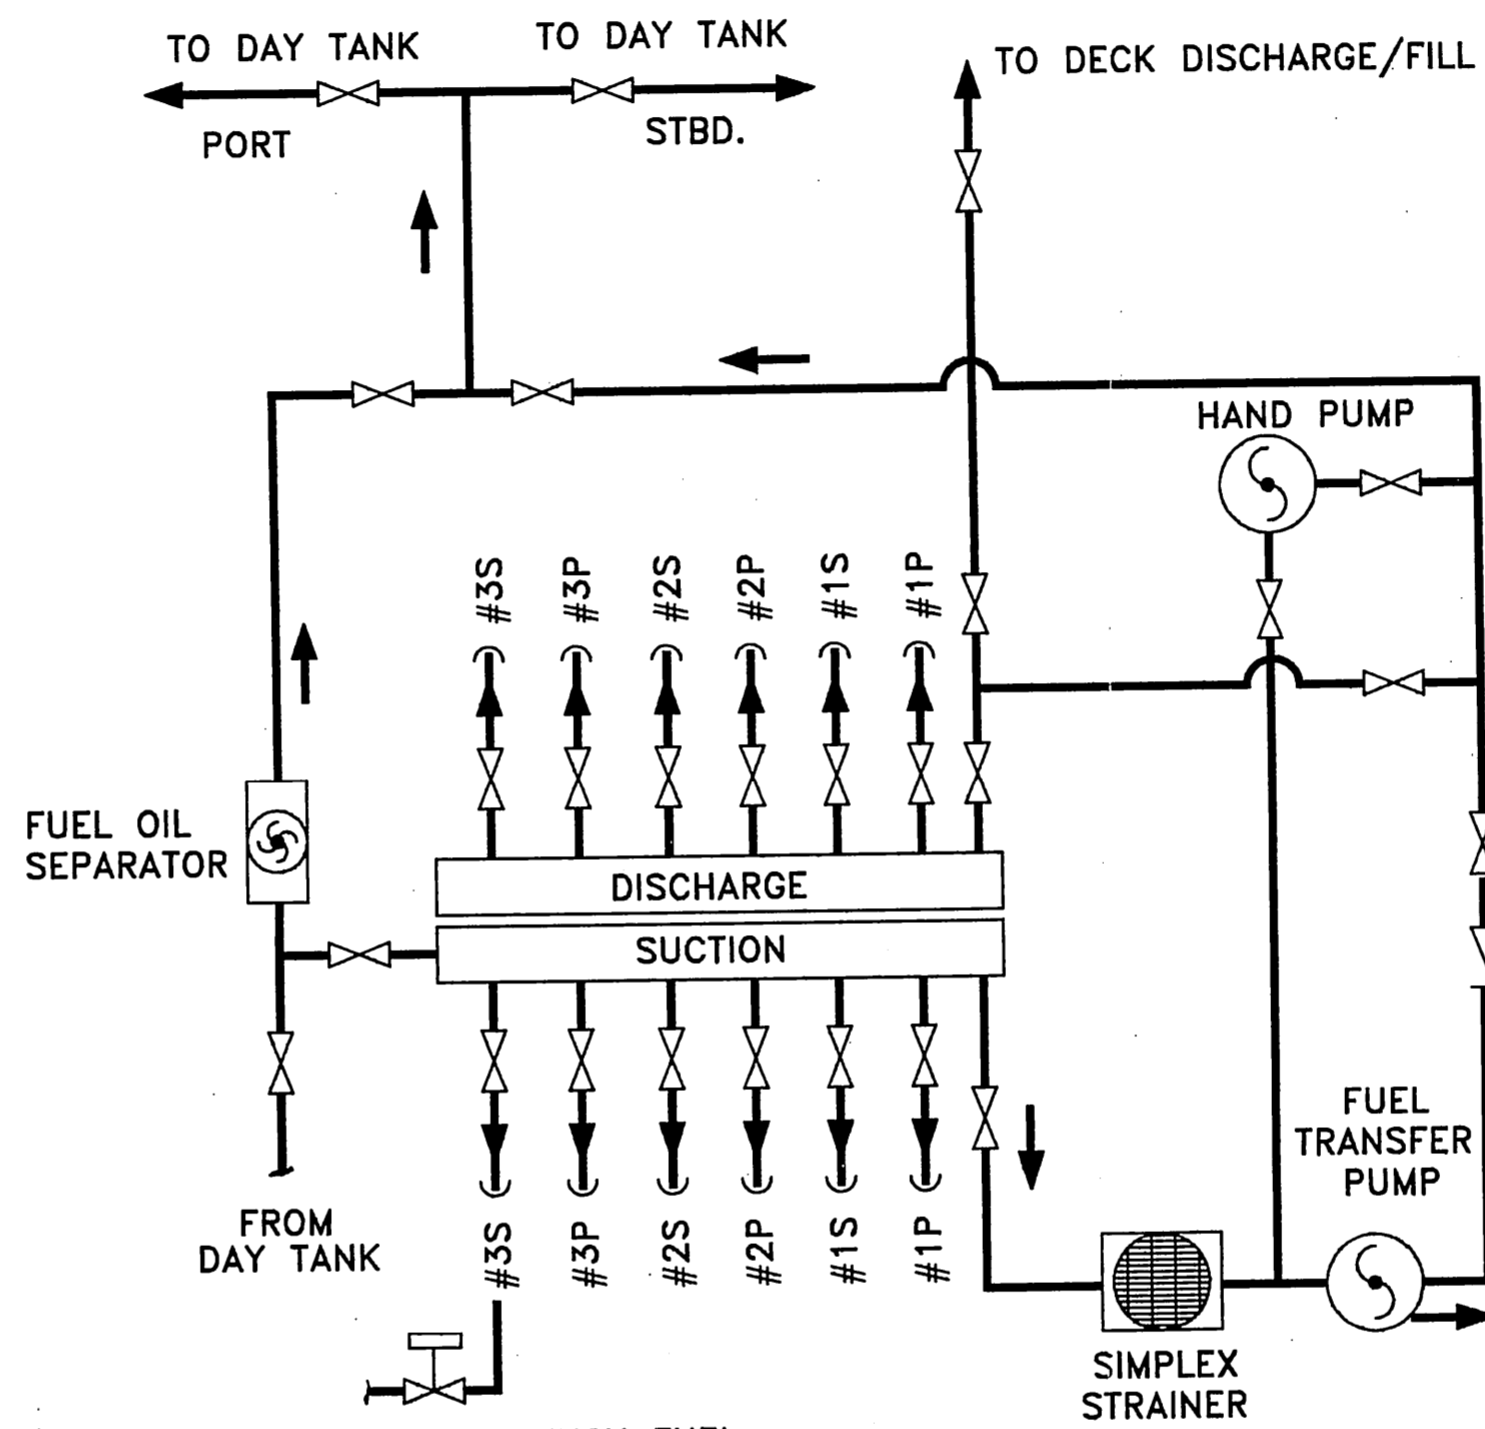 TO DAY TANK
TO DAY TANK
TO DECK DISCHARGE/FILL
PORT
STBD.
HAND PUMP
#3S
#3P
#2S
#2P
#1S
#1P
FUEL OIL
SEPARATOR
DISCHARGE
SUCTION
FUEL
TRANSFER
PUMP
FROM
DAY TANK
#3S
#3P
#2S
#2P
#1S
#1P
SIMPLEX
STRAINER